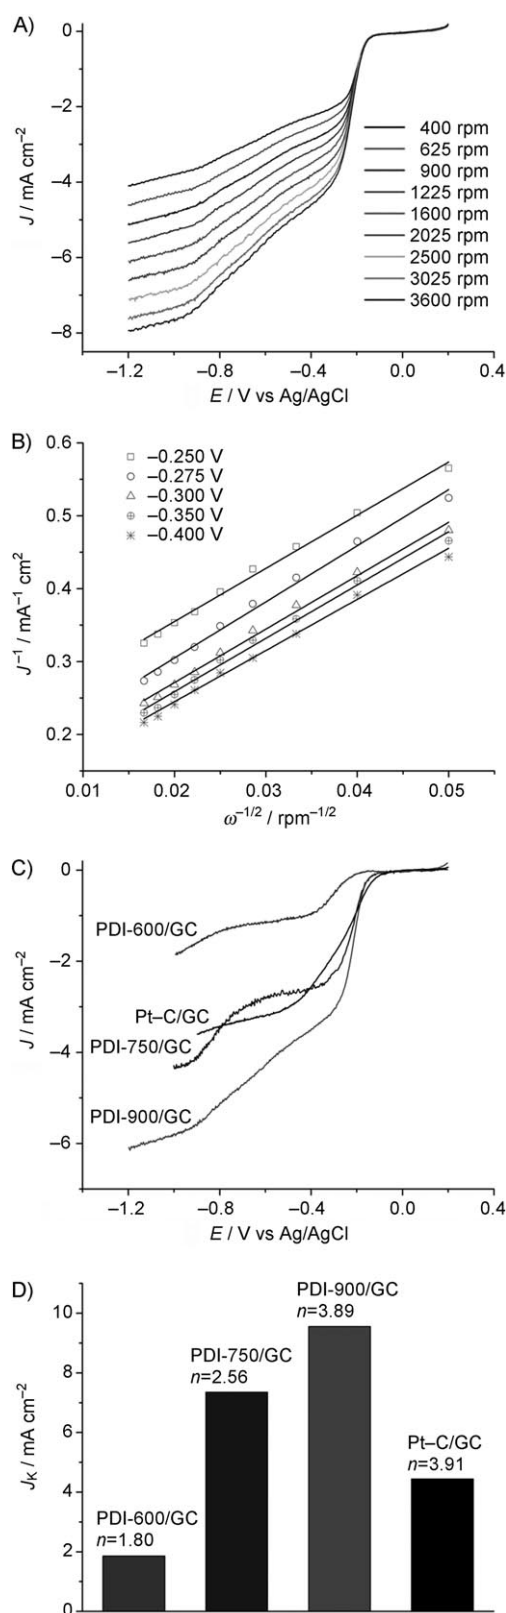 A)
0
–2
–4
–6
–8
J / mA cm⁻²
400 rpm
625 rpm
900 rpm
1225 rpm
1600 rpm
2025 rpm
2500 rpm
3025 rpm
3600 rpm
–1.2 –0.8 –0.4 0.0 0.4
E / V vs Ag/AgCl
B)
0.6
0.5
0.4
0.3
0.2
J⁻¹ / mA⁻¹ cm²
–0.250 V
–0.275 V
–0.300 V
–0.350 V
–0.400 V
0.01 0.02 0.03 0.04 0.05
ω⁻¹/² / rpm⁻¹/²
C)
0
–2
–4
–6
J / mA cm⁻²
PDI-600/GC
Pt–C/GC
PDI-750/GC
PDI-900/GC
–1.2 –0.8 –0.4 0.0 0.4
E / V vs Ag/AgCl
D)
10
8
6
4
2
0
J_K / mA cm⁻²
PDI-600/GC
n=1.80
PDI-750/GC
n=2.56
PDI-900/GC
n=3.89
Pt–C/GC
n=3.91